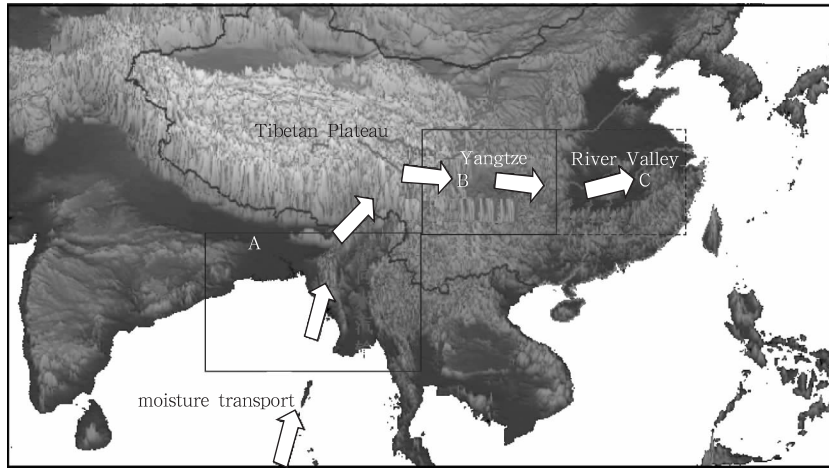 Tibetan Plateau
Yangtze
River Valley
B
C
A
moisture transport